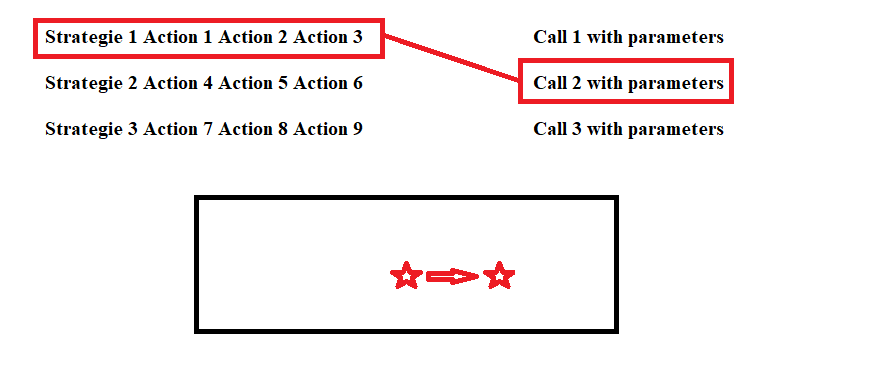 Strategie 1 Action 1 Action 2 Action 3
Call 1 with parameters
Strategie 2 Action 4 Action 5 Action 6
Call 2 with parameters
Strategie 3 Action 7 Action 8 Action 9
Call 3 with parameters